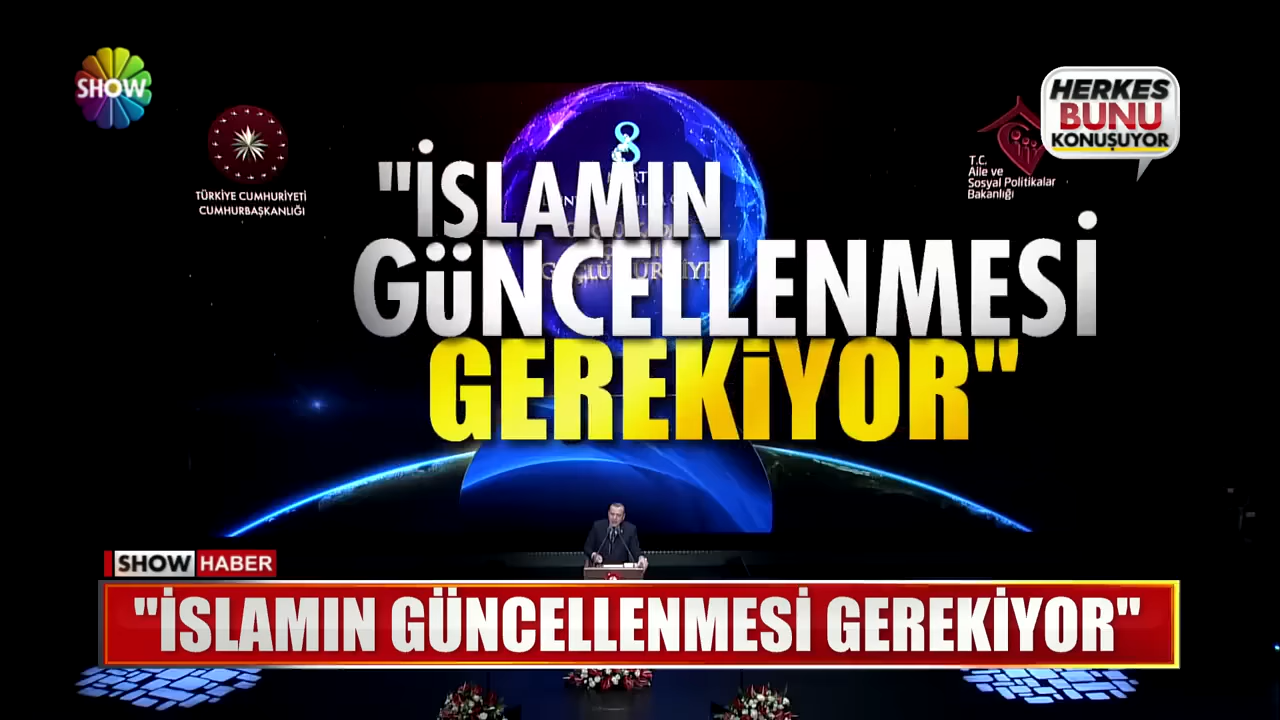 SHOW
HERKES
BUNU
KONUŞUYOR
TÜRKİYE CUMHURİYETİ
CUMHURBAŞKANLIĞI
T.C.
Aile ve
Sosyal Politikalar
Bakanlığı
8
"İSLAMIN
GÜNCELLENMESİ
GEREKİYOR"
SHOW HABER
"İSLAMIN GÜNCELLENMESİ GEREKİYOR"